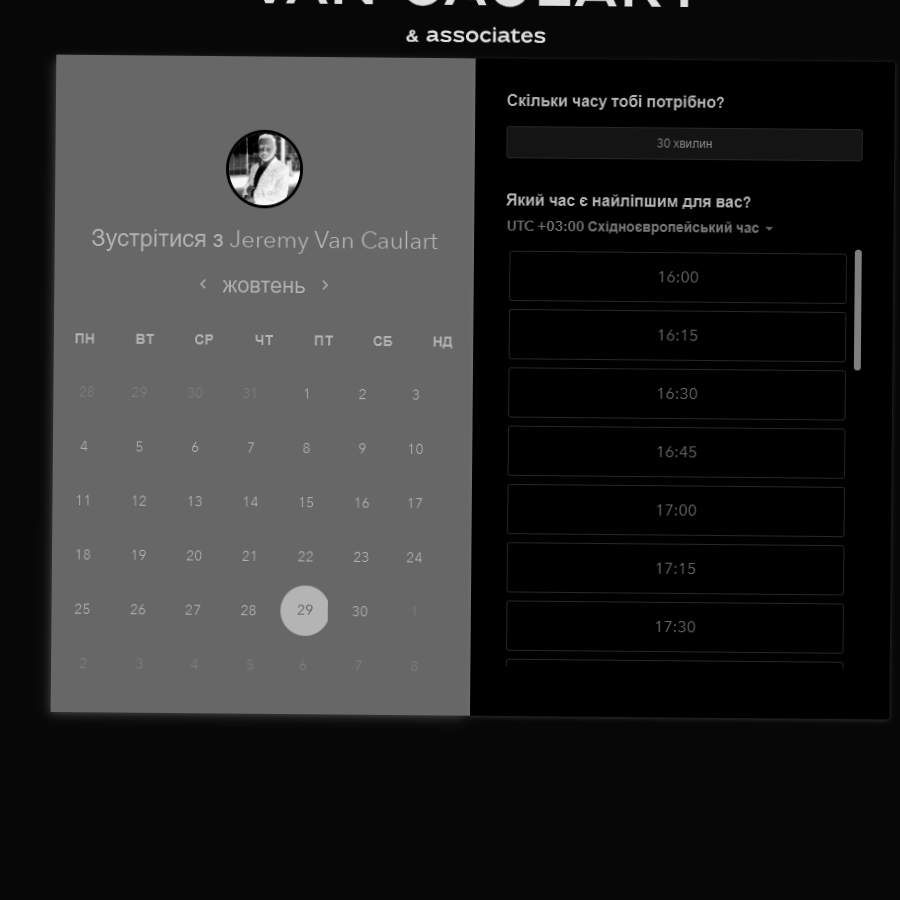 VAN CAULART
& associates
Зустрітися з Jeremy Van Caulart
жовтень
ПН ВТ СР ЧТ ПТ СБ НД
28 29 30 31 1 2 3
4 5 6 7 8 9 10
11 12 13 14 15 16 17
18 19 20 21 22 23 24
25 26 27 28 29 30 1
2 3 4 5 6 7 8
Скільки часу тобі потрібно?
30 хвилин
Який час є найліпшим для вас?
UTC +03:00 Східноєвропейський час
16:00
16:15
16:30
16:45
17:00
17:15
17:30